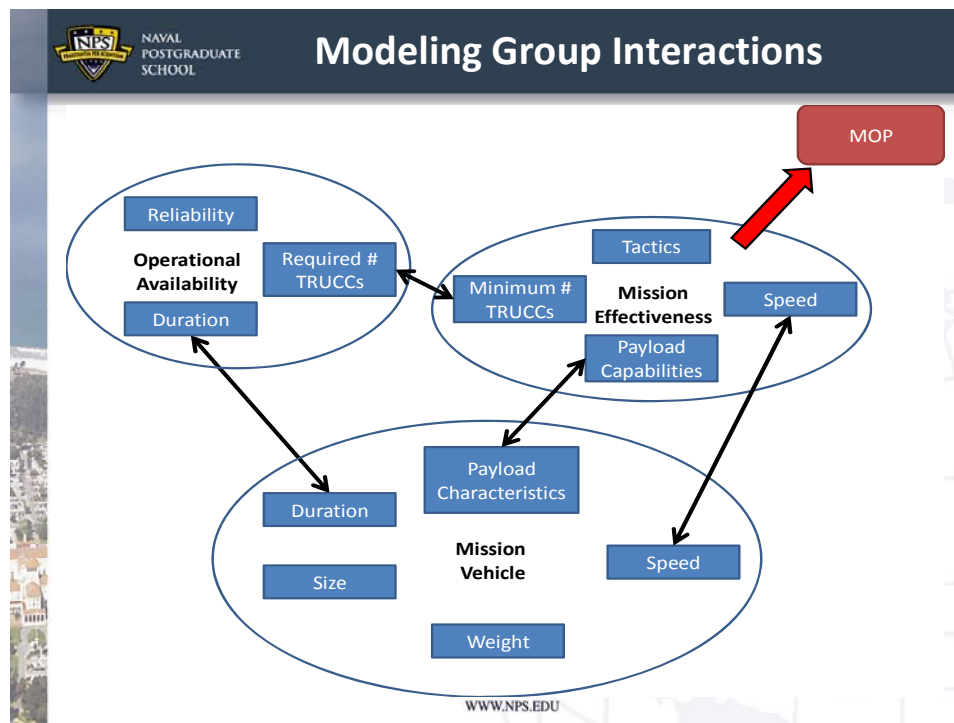 NPS
NAVAL
POSTGRADUATE
SCHOOL
Modeling Group Interactions
MOP
Reliability
Operational
Availability
Required #
TRUCCs
Duration
Tactics
Minimum #
TRUCCs
Mission
Effectiveness
Speed
Payload
Capabilities
Payload
Characteristics
Duration
Mission
Vehicle
Speed
Size
Weight
WWW.NPS.EDU